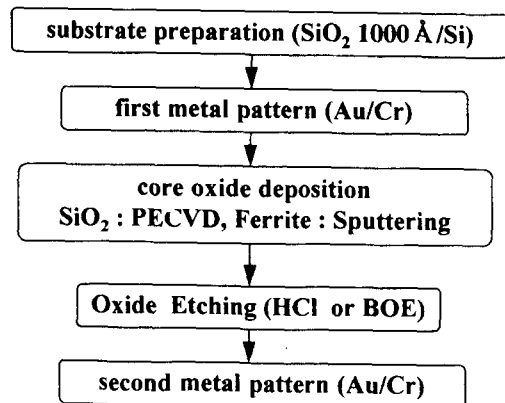 substrate preparation (SiO₂ 1000 Å/Si)
first metal pattern (Au/Cr)
core oxide deposition
SiO₂ : PECVD, Ferrite : Sputtering
Oxide Etching (HCl or BOE)
second metal pattern (Au/Cr)